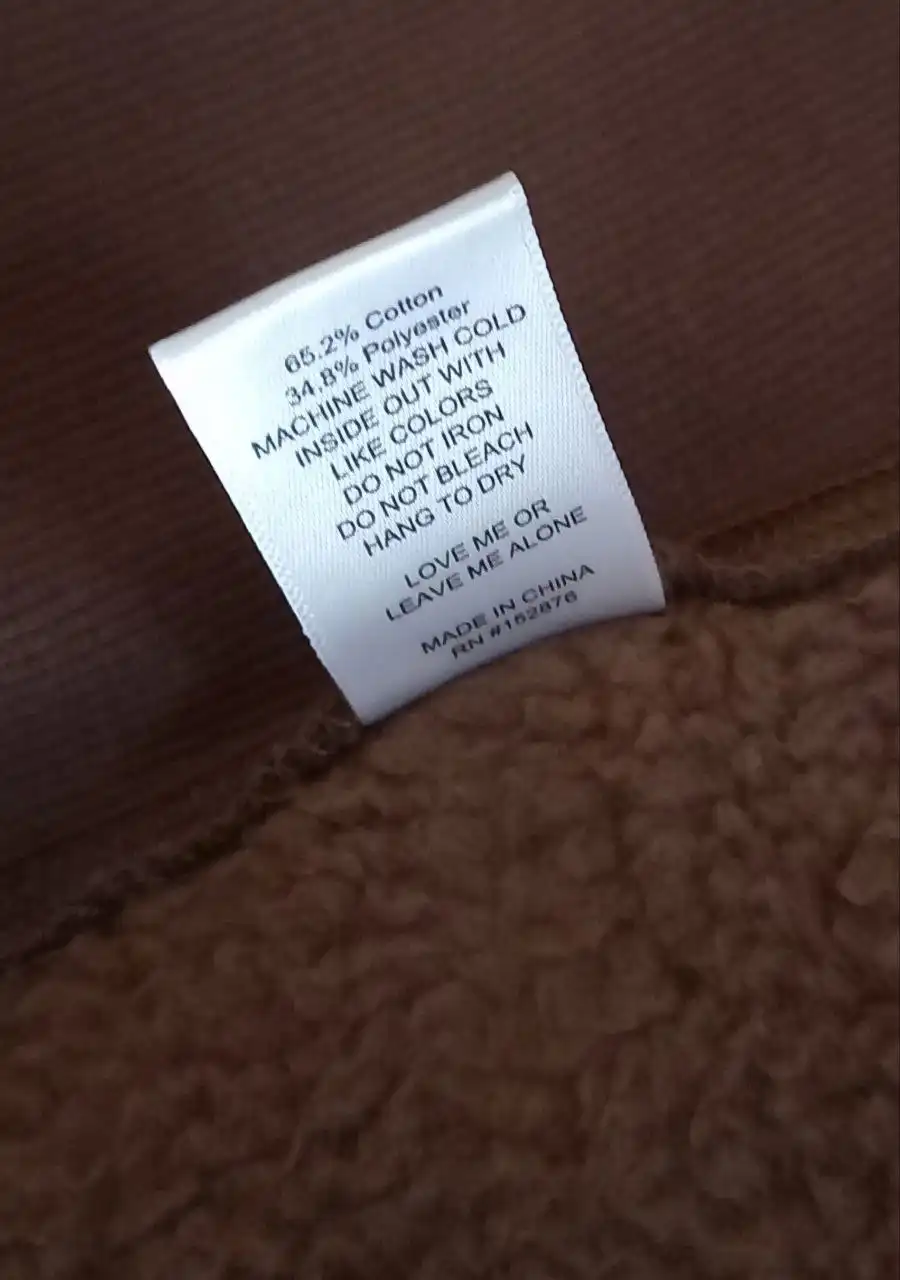 65.2% Cotton
34.8% Polyester
MACHINE WASH COLD
INSIDE OUT WITH
LIKE COLORS
DO NOT IRON
DO NOT BLEACH
HANG TO DRY
LOVE ME OR
LEAVE ME ALONE
MADE IN CHINA
RN #152876